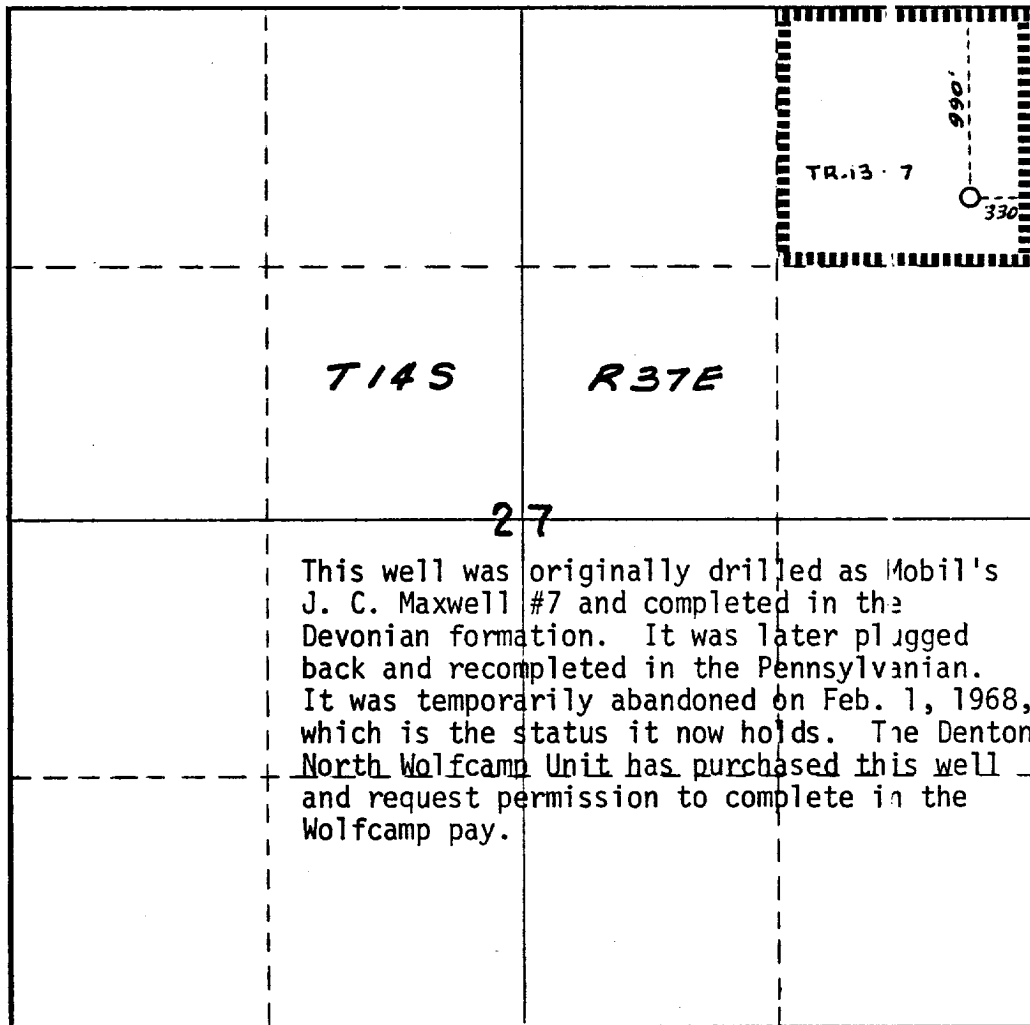 990'
TR.13-7
330
T14S R37E
27
This well was originally drilled as Mobil's
J. C. Maxwell #7 and completed in the
Devonian formation. It was later plugged
back and recompleted in the Pennsylvanian.
It was temporarily abandoned on Feb. 1, 1968,
which is the status it now holds. The Denton
North Wolfcamp Unit has purchased this well
and request permission to complete in the
Wolfcamp pay.